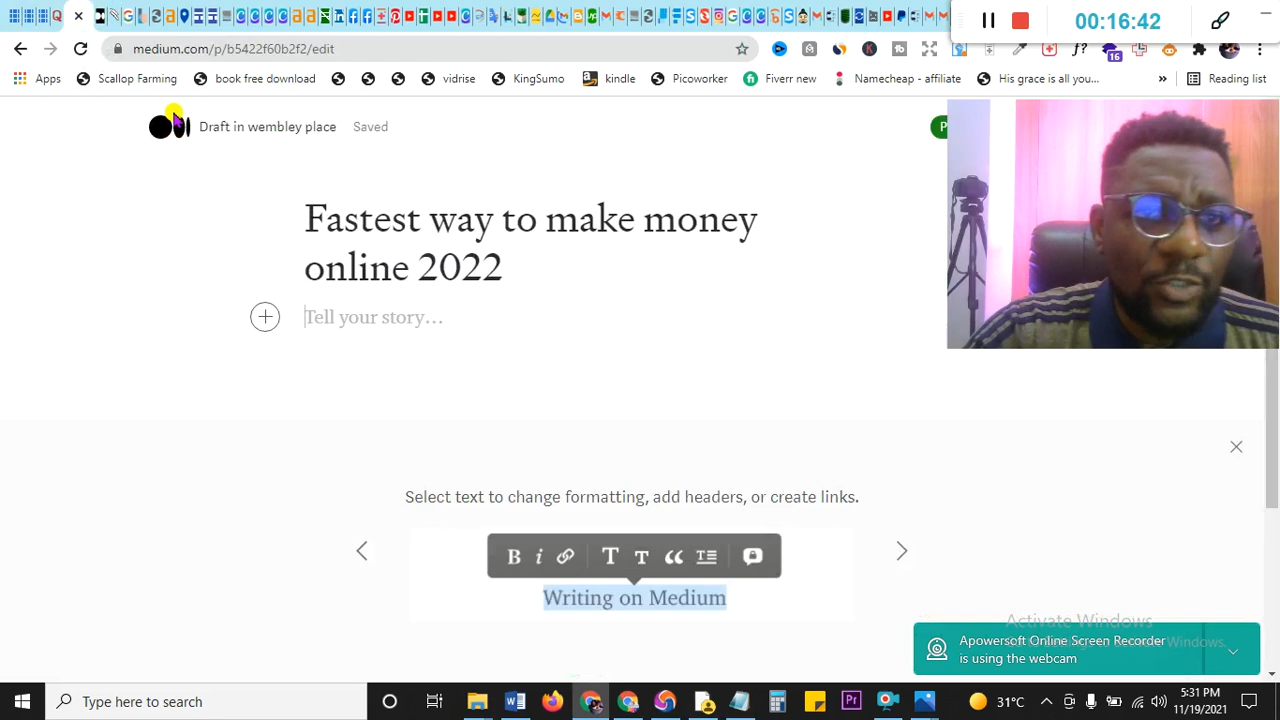 00:16:42
medium.com/p/b5422f60b2f2/edit
16
Apps
Scallop Farming
book free download
vidrise
KingSumo
kindle
Picoworker
Fiverr new
Namecheap - affiliate
His grace is all you...
»
Reading list
Draft in wembley place
Saved
P
Fastest way to make money
online 2022
Tell your story...
Select text to change formatting, add headers, or create links.
B i T T
Writing on Medium
Activate Windows
Apowersoft Online Screen Recorder
is using the webcam
Type here to search
31°C
5:31 PM
11/19/2021